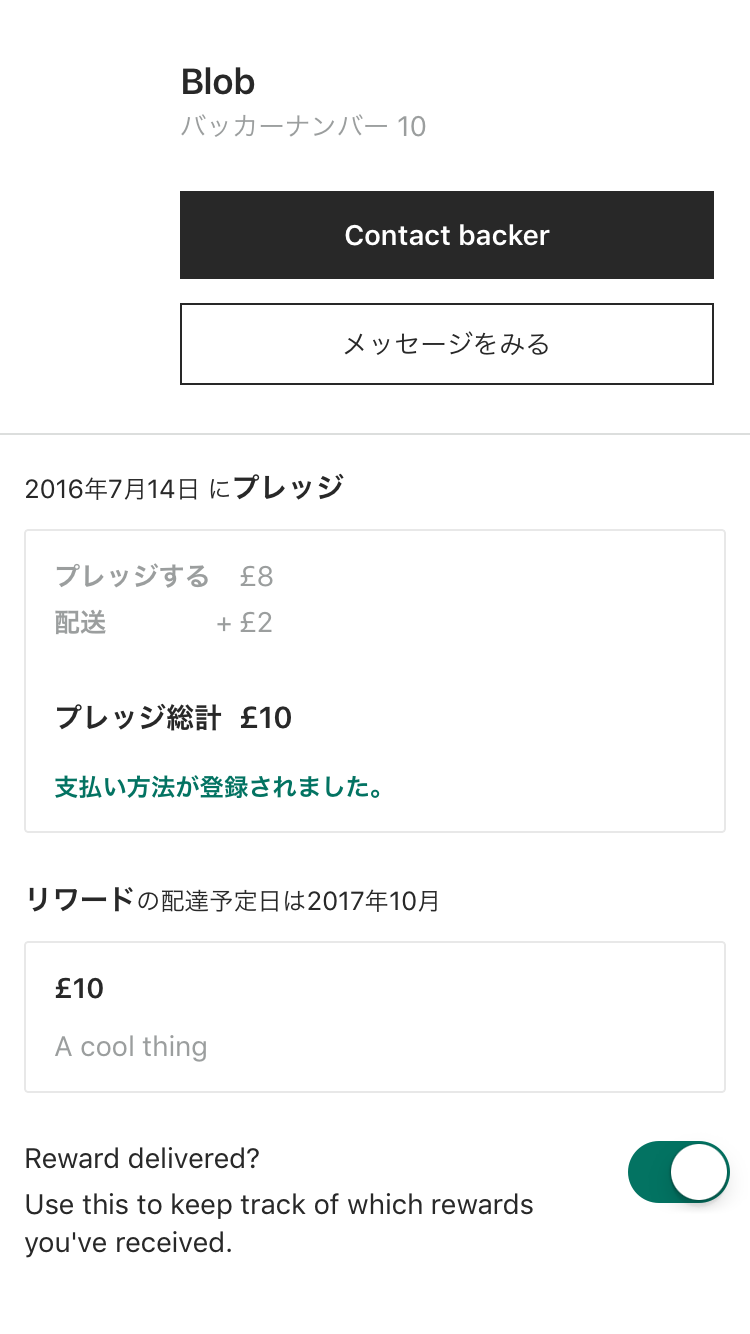 Blob
バッカーナンバー 10
Contact backer
メッセージをみる
2016年7月14日 にプレッジ
プレッジする £8
配送 + £2
プレッジ総計 £10
支払い方法が登録されました。
リワードの配達予定日は2017年10月
£10
A cool thing
Reward delivered?
Use this to keep track of which rewards
you've received.